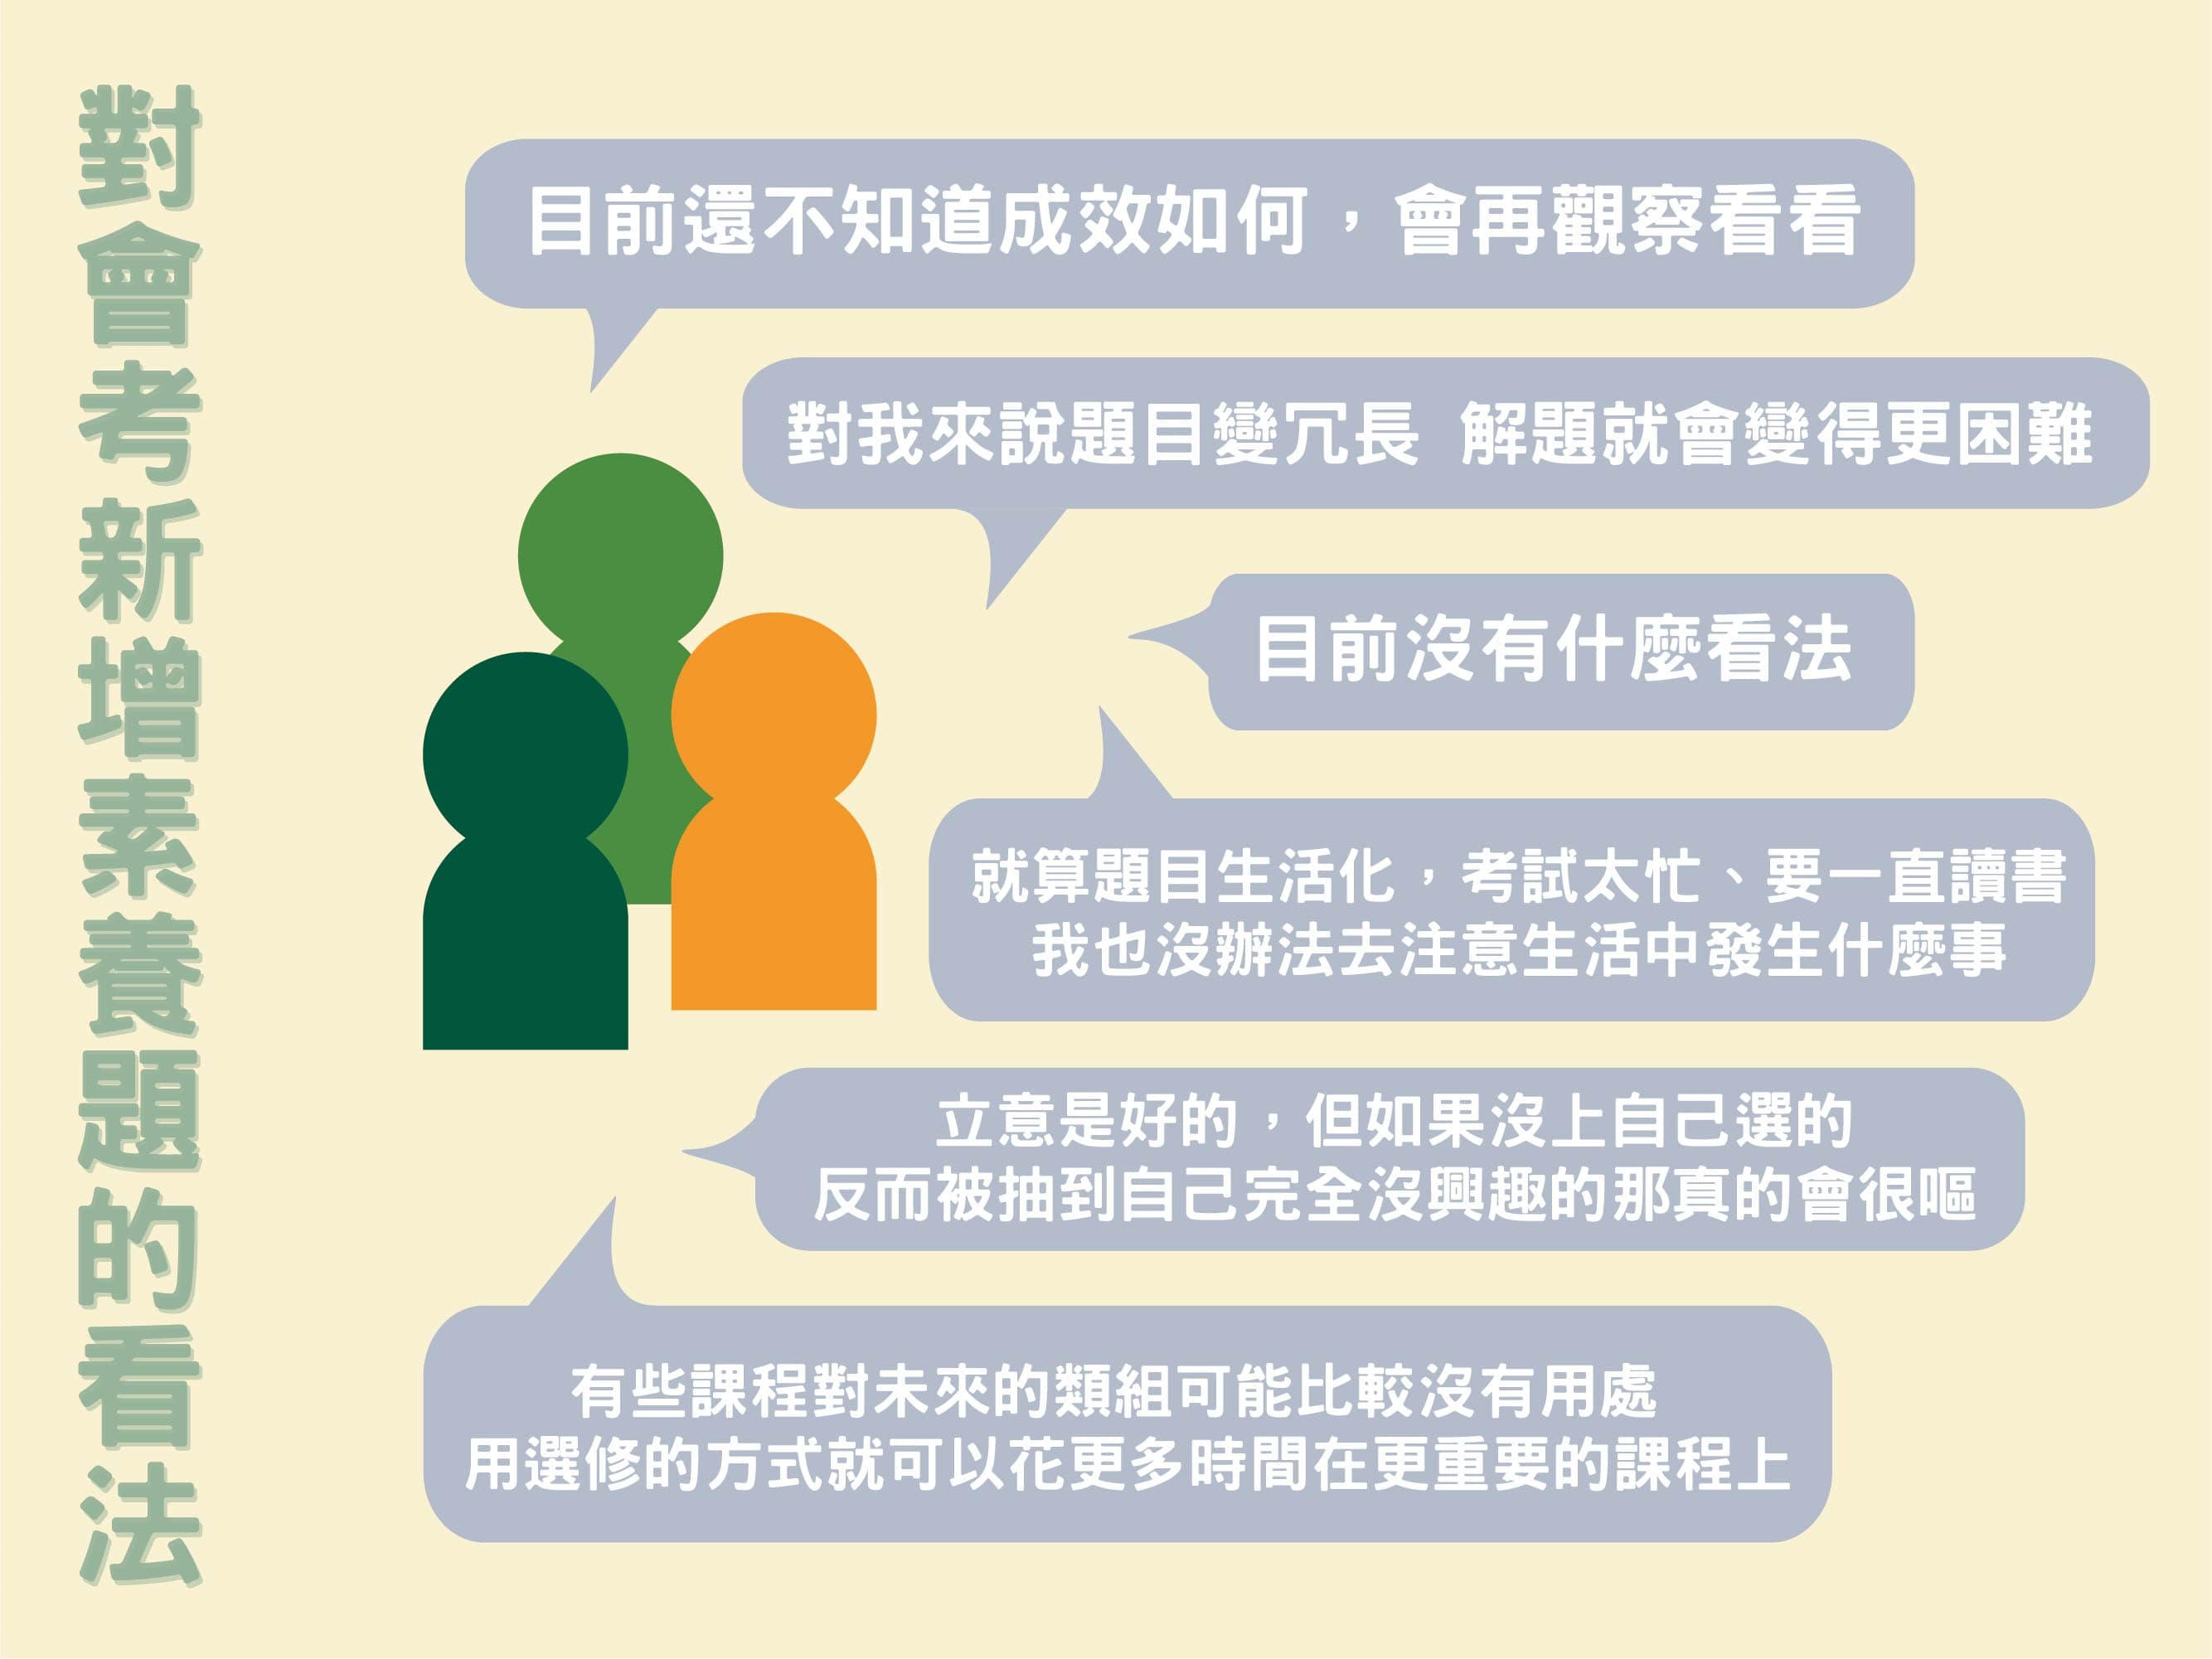 對會考新增素養題的看法
目前還不知道成效如何，會再觀察看看
對我來說題目變冗長 解題就會變得更困難
目前沒有什麼看法
就算題目生活化，考試太忙、要一直讀書
我也沒辦法去注意生活中發生什麼事
立意是好的，但如果沒上自己選的
反而被抽到自己完全沒興趣的那真的會很嘔
有些課程對未來的類組可能比較沒有用處
用選修的方式就可以花更多時間在更重要的課程上